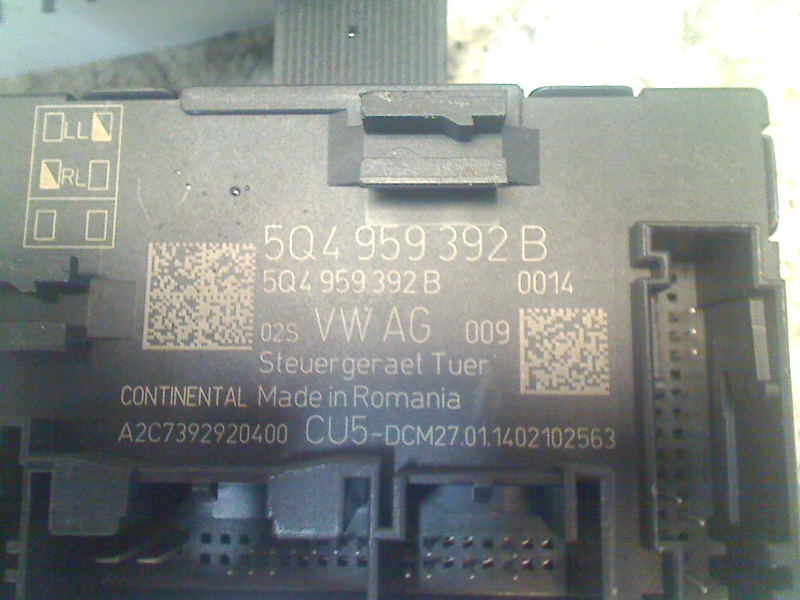 LL
RL
5Q4 959 392 B
5Q4 959 392 B 0014
02S VW AG 009
Steuergeraet Tuer
CONTINENTAL Made in Romania
A2C7392920400 CU5-DCM27.01.1402102563